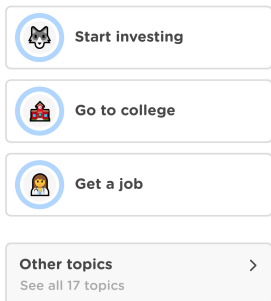 Start investing
Go to college
Get a job
Other topics
See all 17 topics